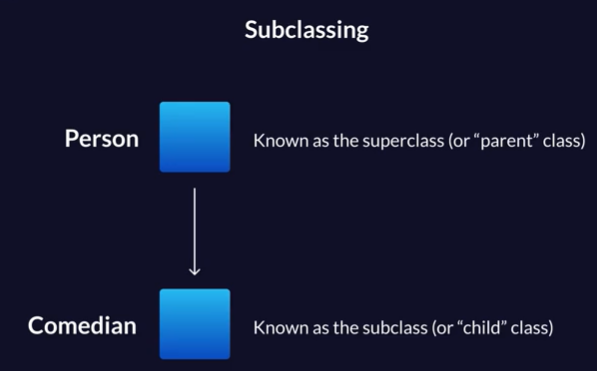 Subclassing
Person
Known as the superclass (or “parent” class)
Comedian
Known as the subclass (or “child” class)